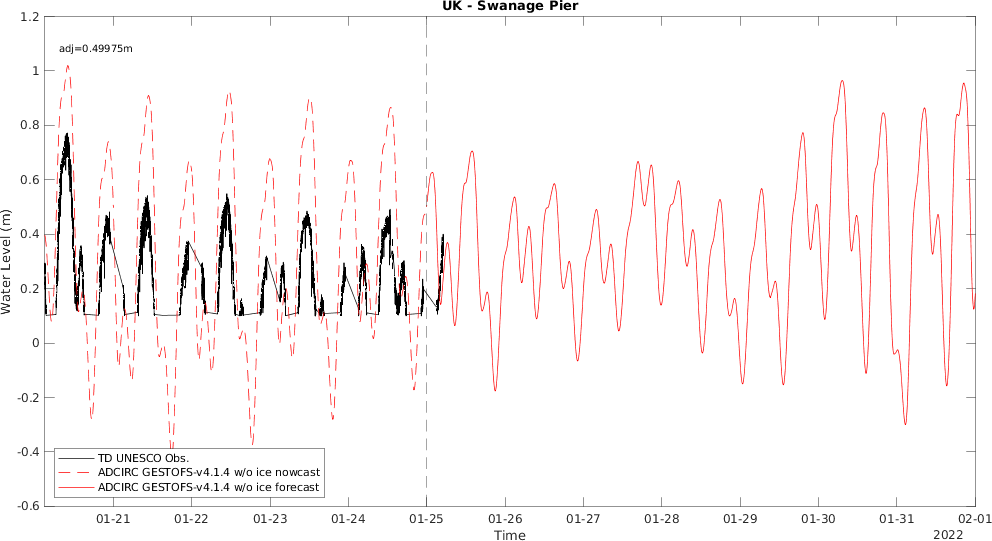 UK - Swanage Pier
1.2
adj=0.49975m
1
0.8
0.6
0.4
0.2
0
-0.2
-0.4
-0.6
Water Level (m)
TD UNESCO Obs.
ADCIRC GESTOFS-v4.1.4 w/o ice nowcast
ADCIRC GESTOFS-v4.1.4 w/o ice forecast
01-21 01-22 01-23 01-24 01-25 01-26 01-27 01-28 01-29 01-30 01-31 02-01
Time
2022